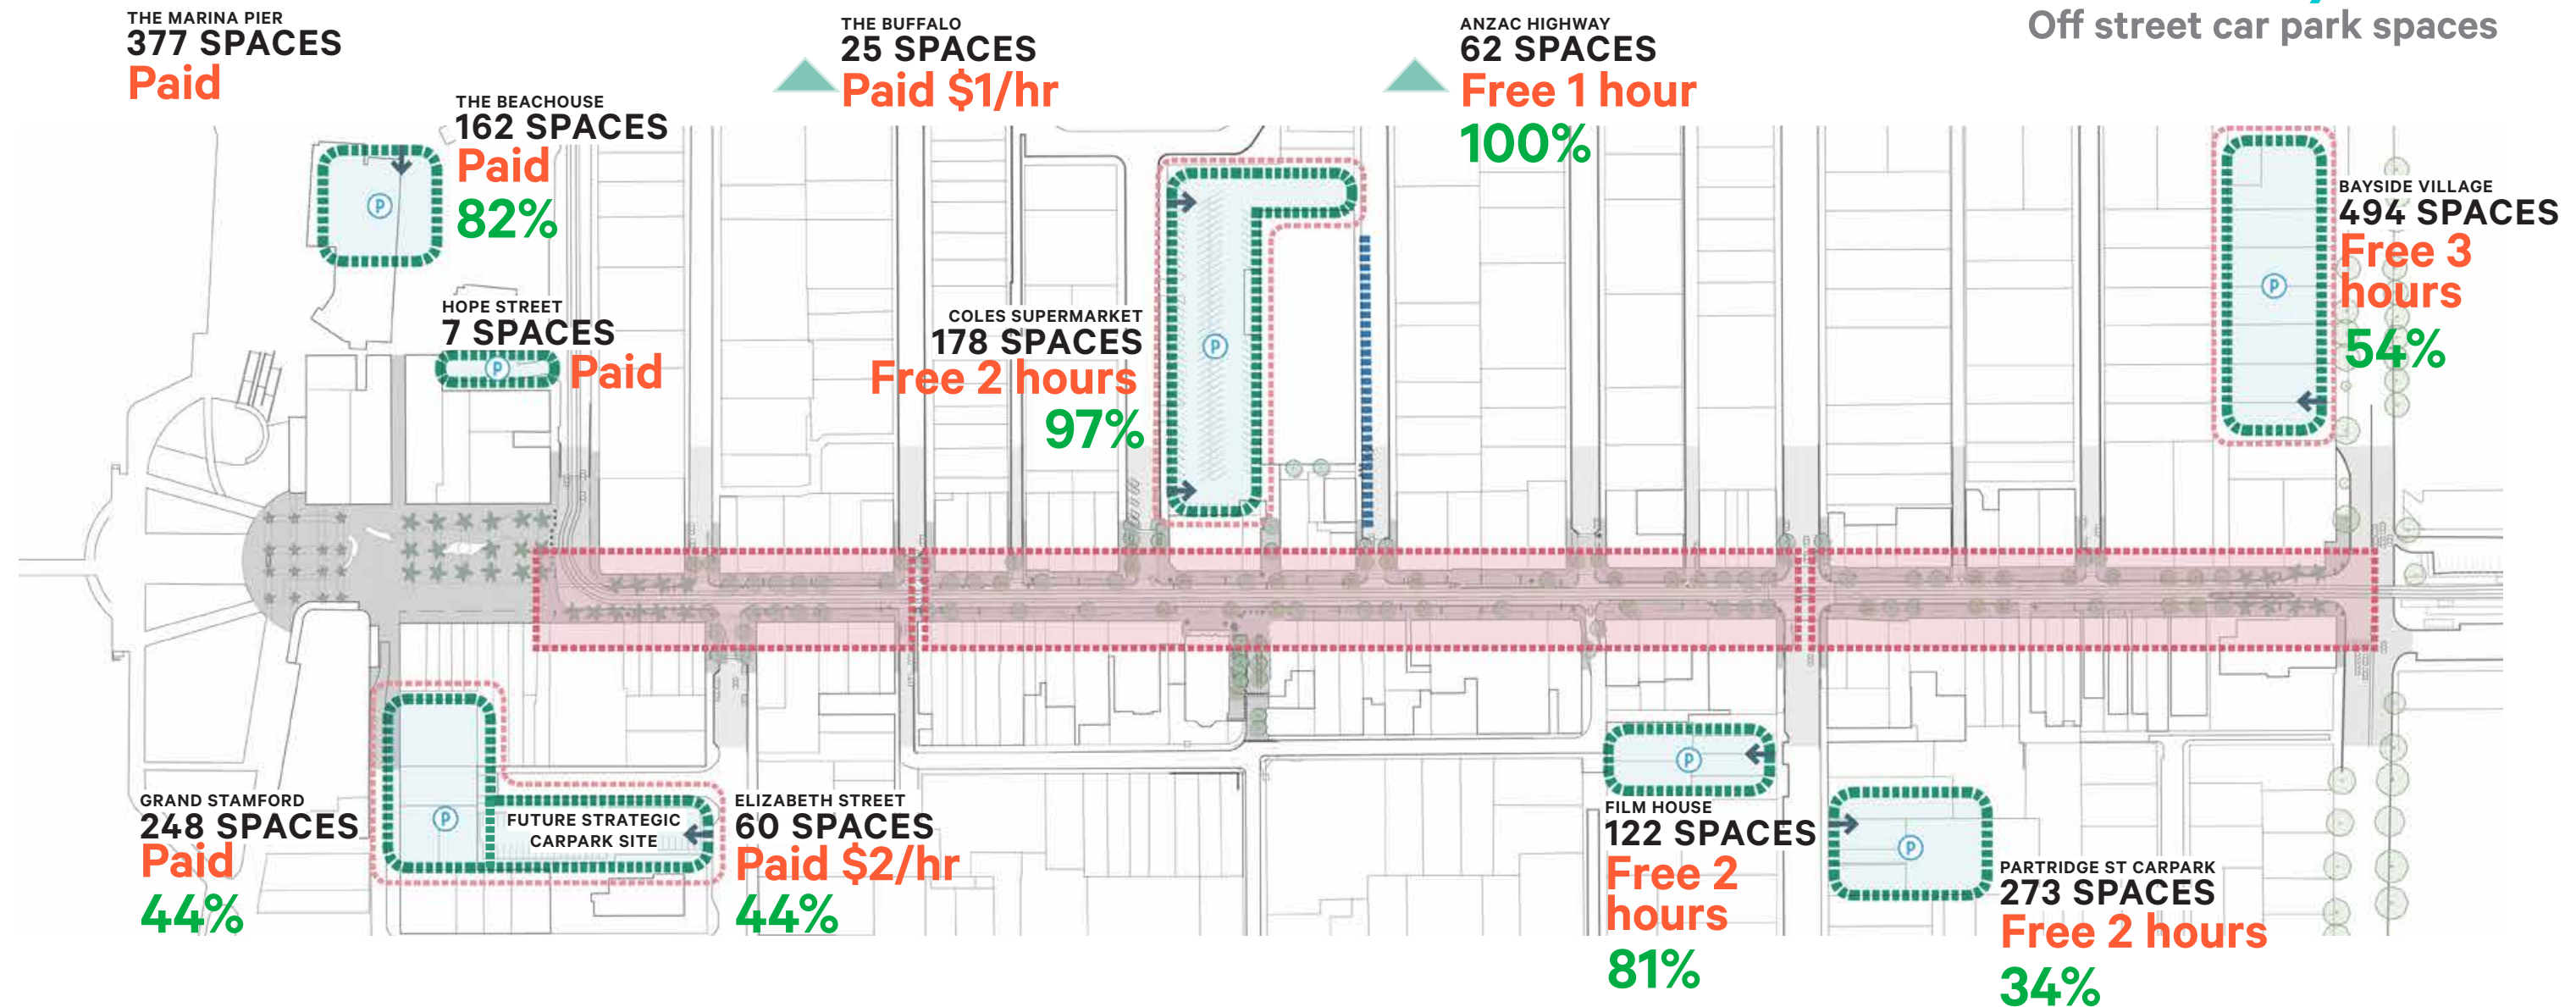 Off street car park spaces
THE MARINA PIER
377 SPACES
Paid
THE BUFFALO
25 SPACES
Paid $1/hr
ANZAC HIGHWAY
62 SPACES
Free 1 hour
100%
THE BEACHOUSE
162 SPACES
Paid
82%
P
BAYSIDE VILLAGE
494 SPACES
Free 3
hours
54%
P
HOPE STREET
7 SPACES
Paid
P
COLES SUPERMARKET
178 SPACES
Free 2 hours
97%
P
GRAND STAMFORD
248 SPACES
Paid
44%
P
FUTURE STRATEGIC
CARPARK SITE
ELIZABETH STREET
60 SPACES
Paid $2/hr
44%
P
FILM HOUSE
122 SPACES
Free 2
hours
81%
P
PARTRIDGE ST CARPARK
273 SPACES
Free 2 hours
34%